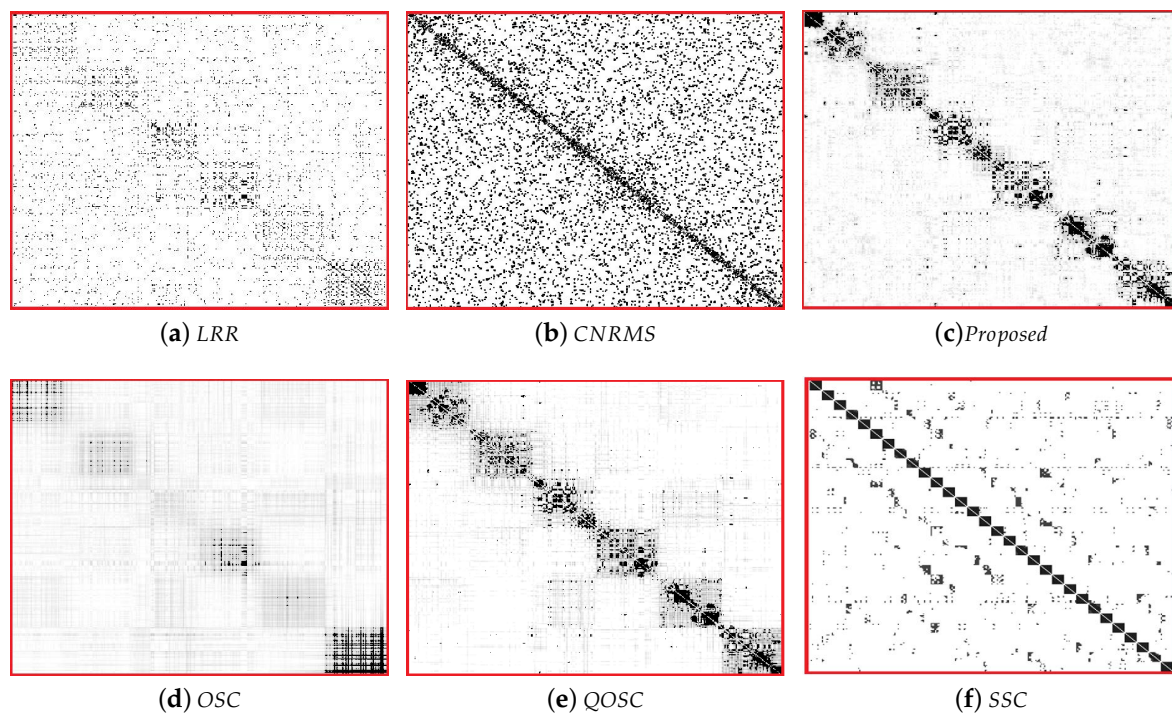 (a) LRR
(b) CNRMS
(c)Proposed
(d) OSC
(e) QOSC
(f) SSC